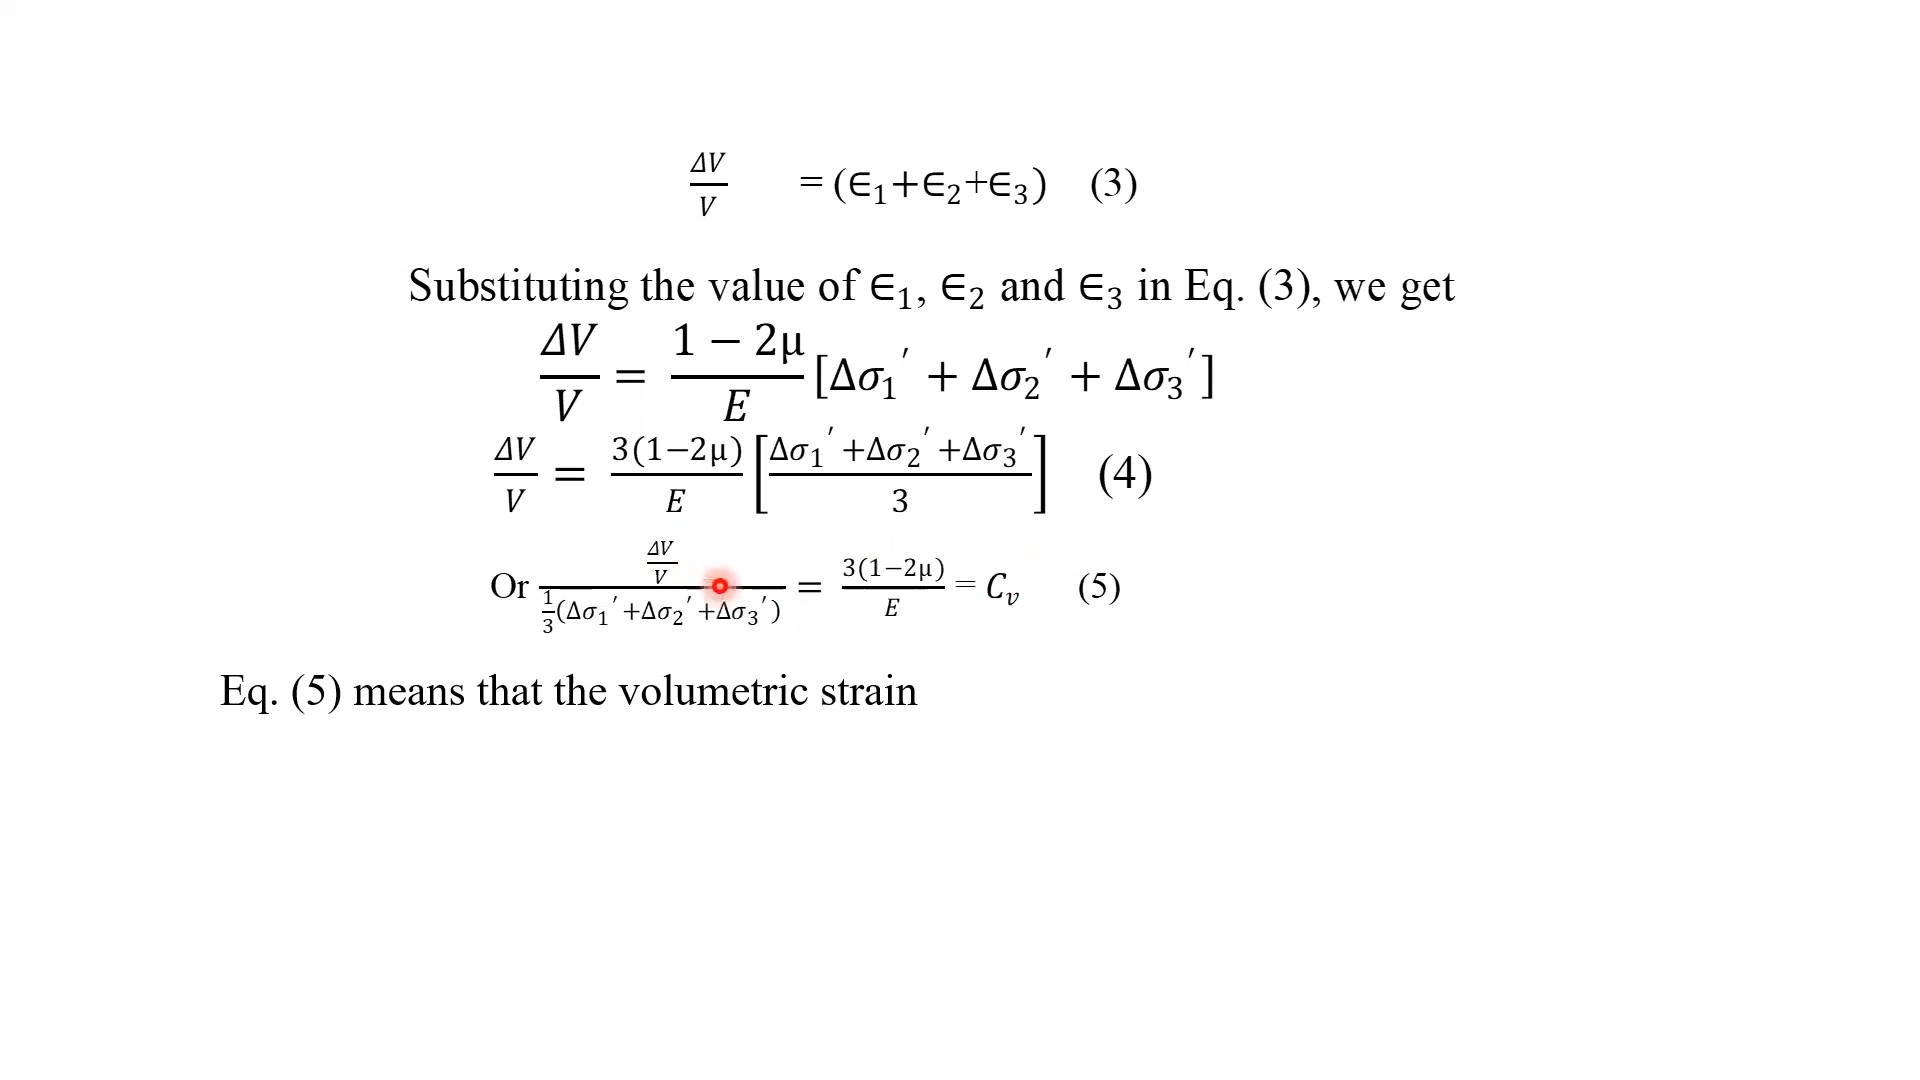 ΔV/V = (∈₁+∈₂+∈₃) (3)
Substituting the value of ∈₁, ∈₂ and ∈₃ in Eq. (3), we get
ΔV/V = (1 − 2μ)/E [Δσ₁′ + Δσ₂′ + Δσ₃′]
ΔV/V = 3(1−2μ)/E [(Δσ₁′+Δσ₂′+Δσ₃′)/3] (4)
Or (ΔV/V)/(1/3(Δσ₁′+Δσ₂′+Δσ₃′)) = 3(1−2μ)/E = Cᵥ (5)
Eq. (5) means that the volumetric strain